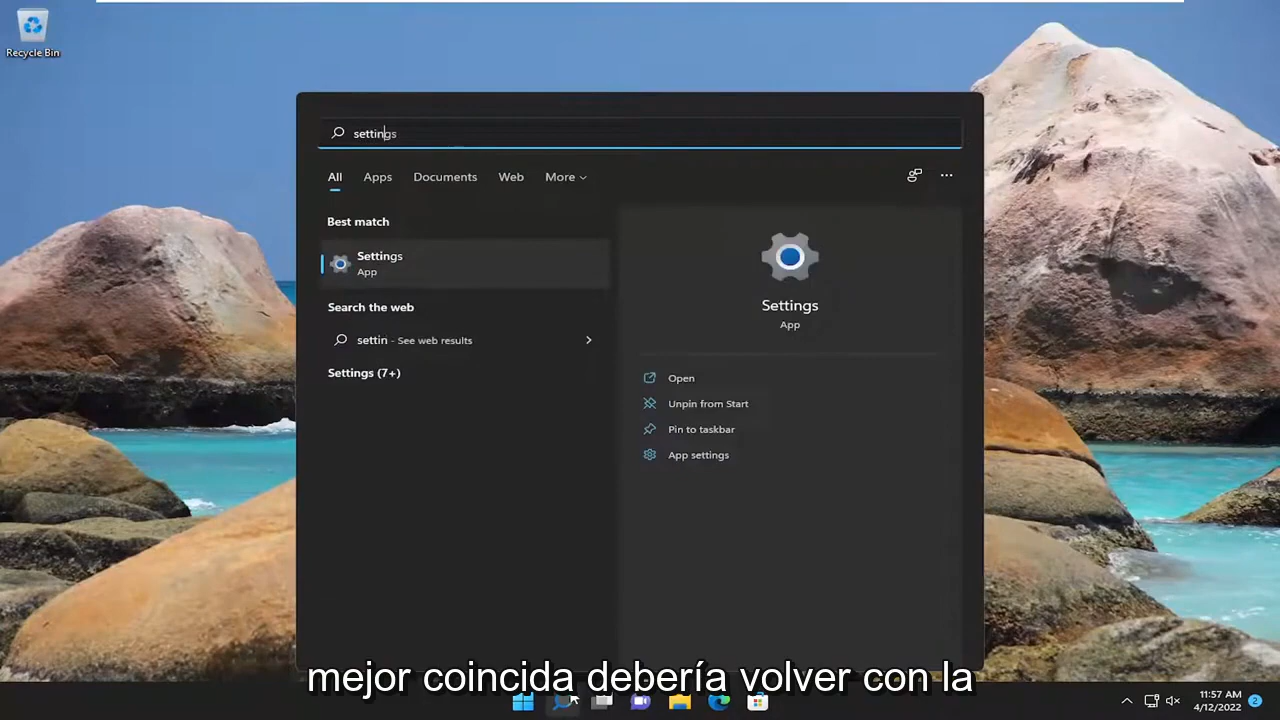 Recycle Bin
settings
All Apps Documents Web More
Best match
Settings
App
Search the web
settin - See web results
Settings (7+)
Settings
App
Open
Unpin from Start
Pin to taskbar
App settings
mejor coincida debería volver con la
11:57 AM
4/12/2022
2